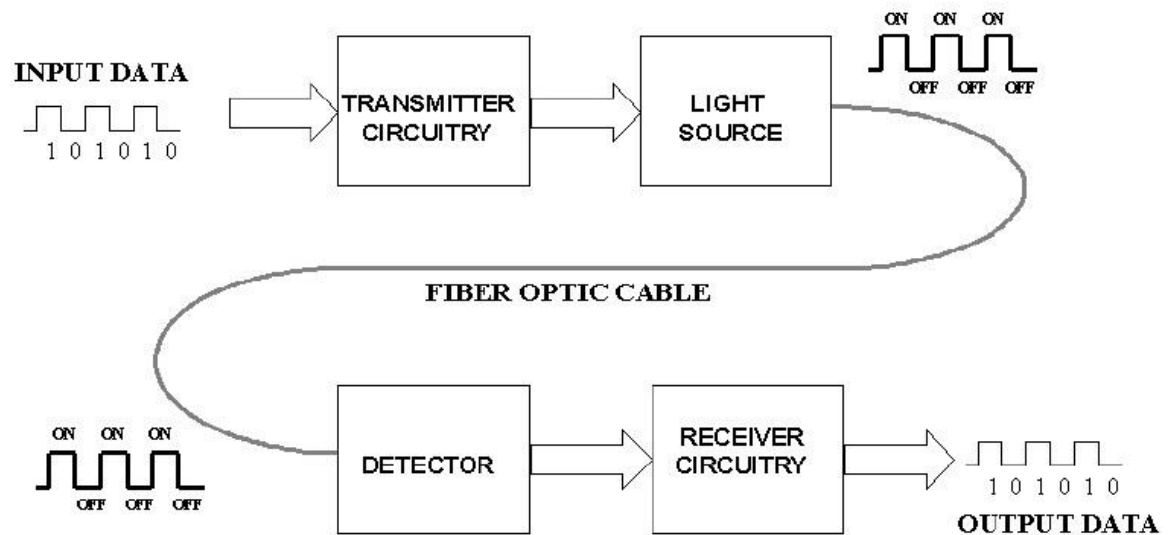 INPUT DATA
1 0 1 0 1 0
TRANSMITTER
CIRCUITRY
LIGHT
SOURCE
ON ON ON
OFF OFF OFF
FIBER OPTIC CABLE
ON ON ON
OFF OFF OFF
DETECTOR
RECEIVER
CIRCUITRY
1 0 1 0 1 0
OUTPUT DATA